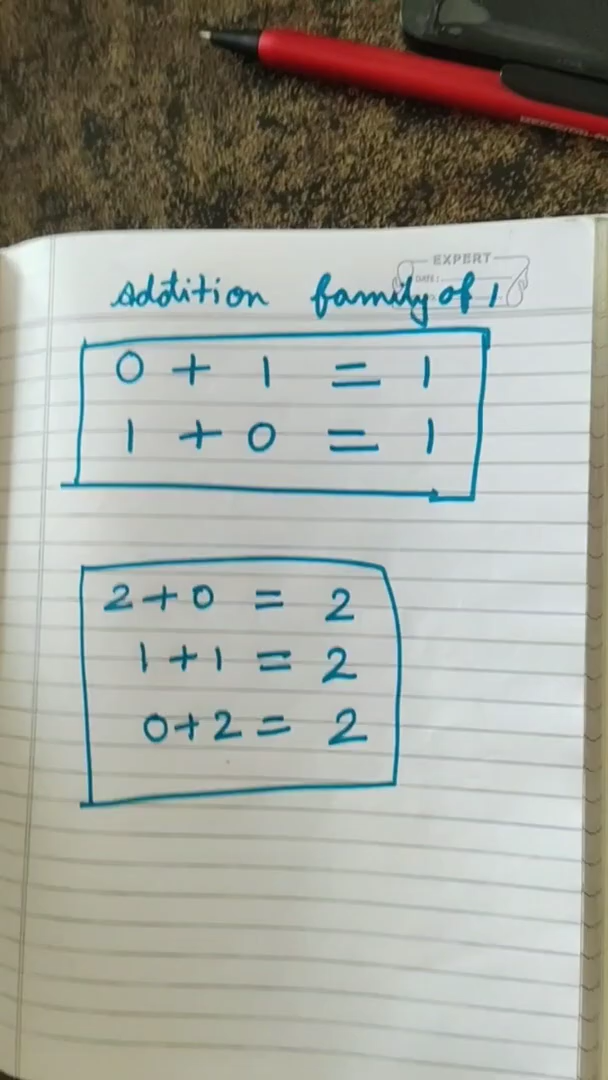 EXPERT
DATE:
Addition family of 1
0 + 1 = 1
1 + 0 = 1
2+0 = 2
1+1 = 2
0+2 = 2